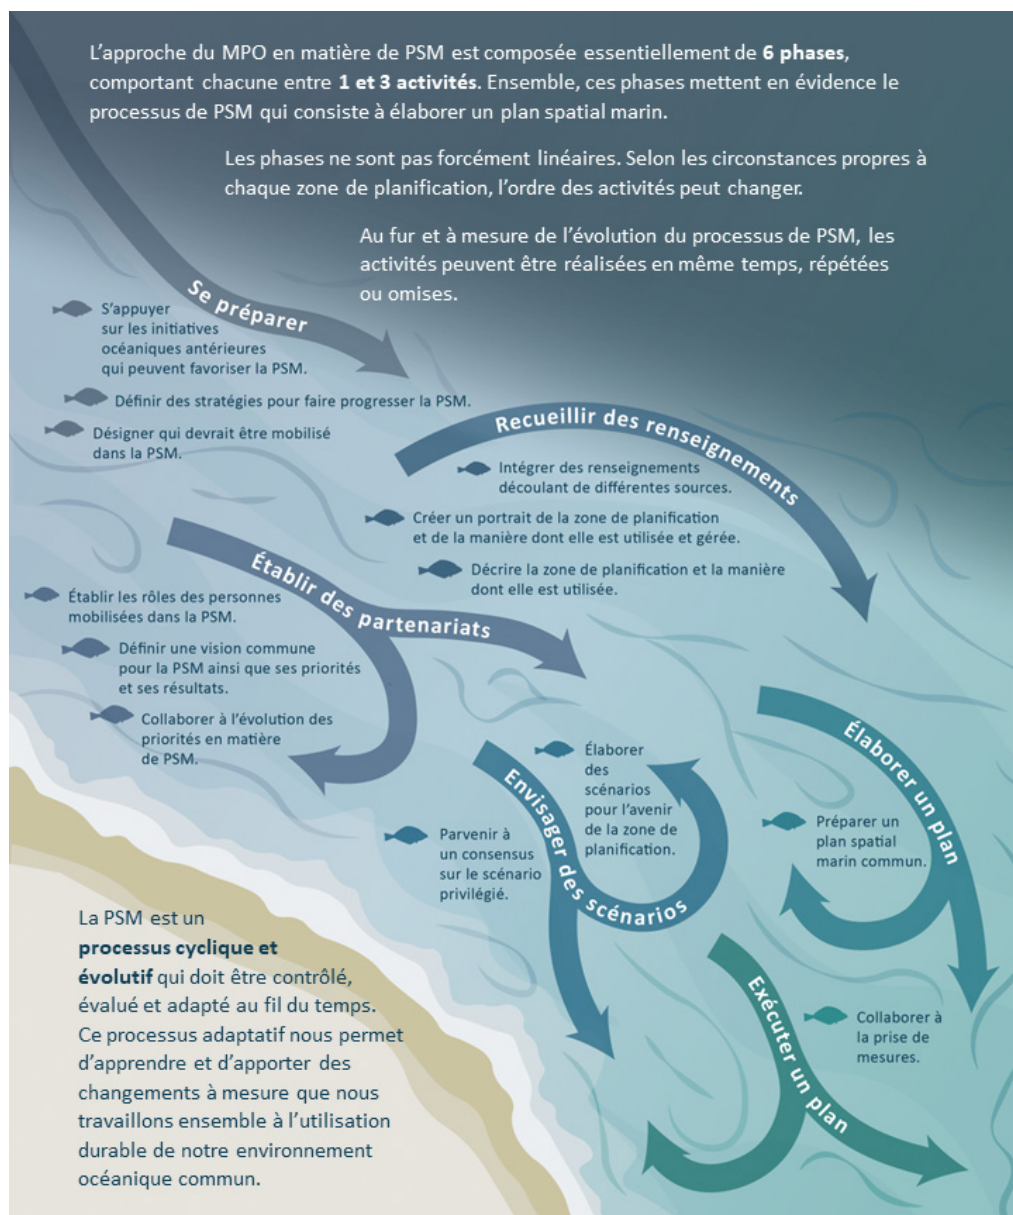 L'approche du MPO en matière de PSM est composée essentiellement de 6 phases,
comportant chacune entre 1 et 3 activités. Ensemble, ces phases mettent en évidence le
processus de PSM qui consiste à élaborer un plan spatial marin.
Les phases ne sont pas forcément linéaires. Selon les circonstances propres à
chaque zone de planification, l'ordre des activités peut changer.
Au fur et à mesure de l'évolution du processus de PSM, les
activités peuvent être réalisées en même temps, répétées
ou omises.
Se préparer
S'appuyer
sur les initiatives
océaniques antérieures
qui peuvent favoriser la PSM.
Définir des stratégies pour faire progresser la PSM.
Désigner qui devrait être mobilisé
dans la PSM.
Recueillir des renseignements
Intégrer des renseignements
découlant de différentes sources.
Créer un portrait de la zone de planification
et de la manière dont elle est utilisée et gérée.
Décrire la zone de planification et la manière
dont elle est utilisée.
Établir des partenariats
Établir les rôles des personnes
mobilisées dans la PSM.
Définir une vision commune
pour la PSM ainsi que ses priorités
et ses résultats.
Collaborer à l'évolution des
priorités en matière
de PSM.
Envisager des scénarios
Élaborer
des
scénarios
pour l'avenir
de la zone de
planification.
Parvenir à
un consensus
sur le scénario
privilégié.
Élaborer un plan
Préparer un
plan spatial
marin commun.
Exécuter un plan
Collaborer à
la prise de
mesures.
La PSM est un
processus cyclique et
évolutif qui doit être contrôlé,
évalué et adapté au fil du temps.
Ce processus adaptatif nous permet
d'apprendre et d'apporter des
changements à mesure que nous
travaillons ensemble à l'utilisation
durable de notre environnement
océanique commun.